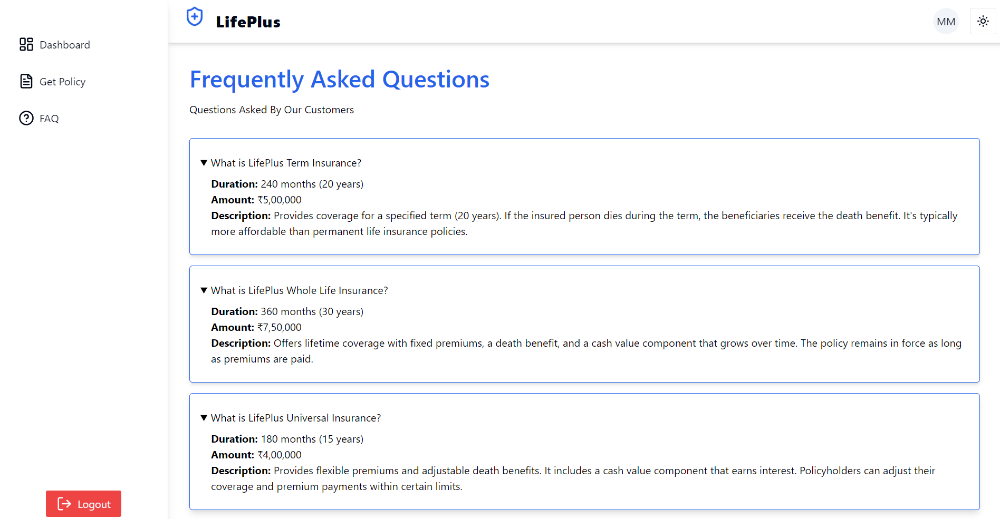 LifePlus
MM
Dashboard
Get Policy
FAQ
Logout
Frequently Asked Questions
Questions Asked By Our Customers
What is LifePlus Term Insurance?
Duration: 240 months (20 years)
Amount: ₹5,00,000
Description: Provides coverage for a specified term (20 years). If the insured person dies during the term, the beneficiaries receive the death benefit. It's typically
more affordable than permanent life insurance policies.
What is LifePlus Whole Life Insurance?
Duration: 360 months (30 years)
Amount: ₹7,50,000
Description: Offers lifetime coverage with fixed premiums, a death benefit, and a cash value component that grows over time. The policy remains in force as long
as premiums are paid.
What is LifePlus Universal Insurance?
Duration: 180 months (15 years)
Amount: ₹4,00,000
Description: Provides flexible premiums and adjustable death benefits. It includes a cash value component that earns interest. Policyholders can adjust their
coverage and premium payments within certain limits.